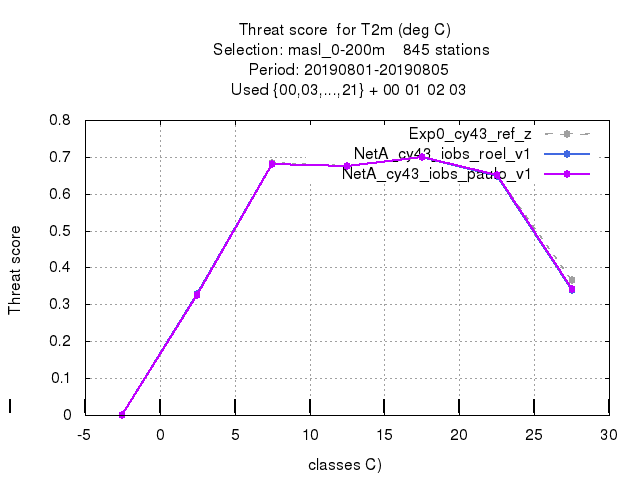 Threat score for T2m (deg C)
Selection: masl_0-200m 845 stations
Period: 20190801-20190805
Used {00,03,...,21} + 00 01 02 03
Exp0_cy43_ref_z
NetA_cy43_iobs_roel_v1
NetA_cy43_iobs_paulo_v1
Threat score
0.8
0.7
0.6
0.5
0.4
0.3
0.2
0.1
0
-5 0 5 10 15 20 25 30
classes C)